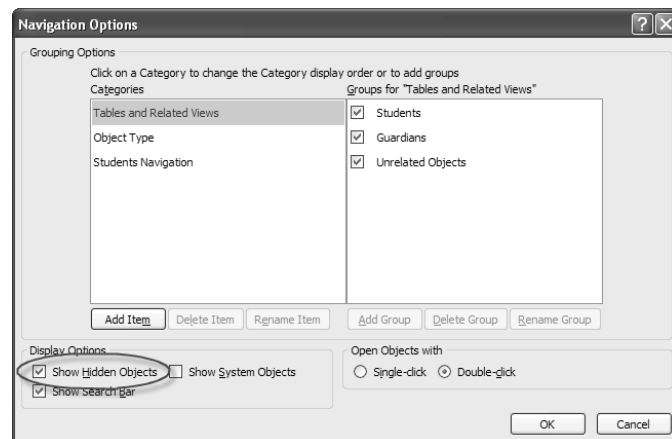 Navigation Options
Grouping Options
Click on a Category to change the Category display order or to add groups
Categories
Groups for "Tables and Related Views"
Tables and Related Views
Object Type
Students Navigation
Students
Guardians
Unrelated Objects
Add Item Delete Item Rename Item
Add Group Delete Group Rename Group
Display Options
Show Hidden Objects Show System Objects
Show Search Bar
Open Objects with
Single-click Double-click
OK Cancel